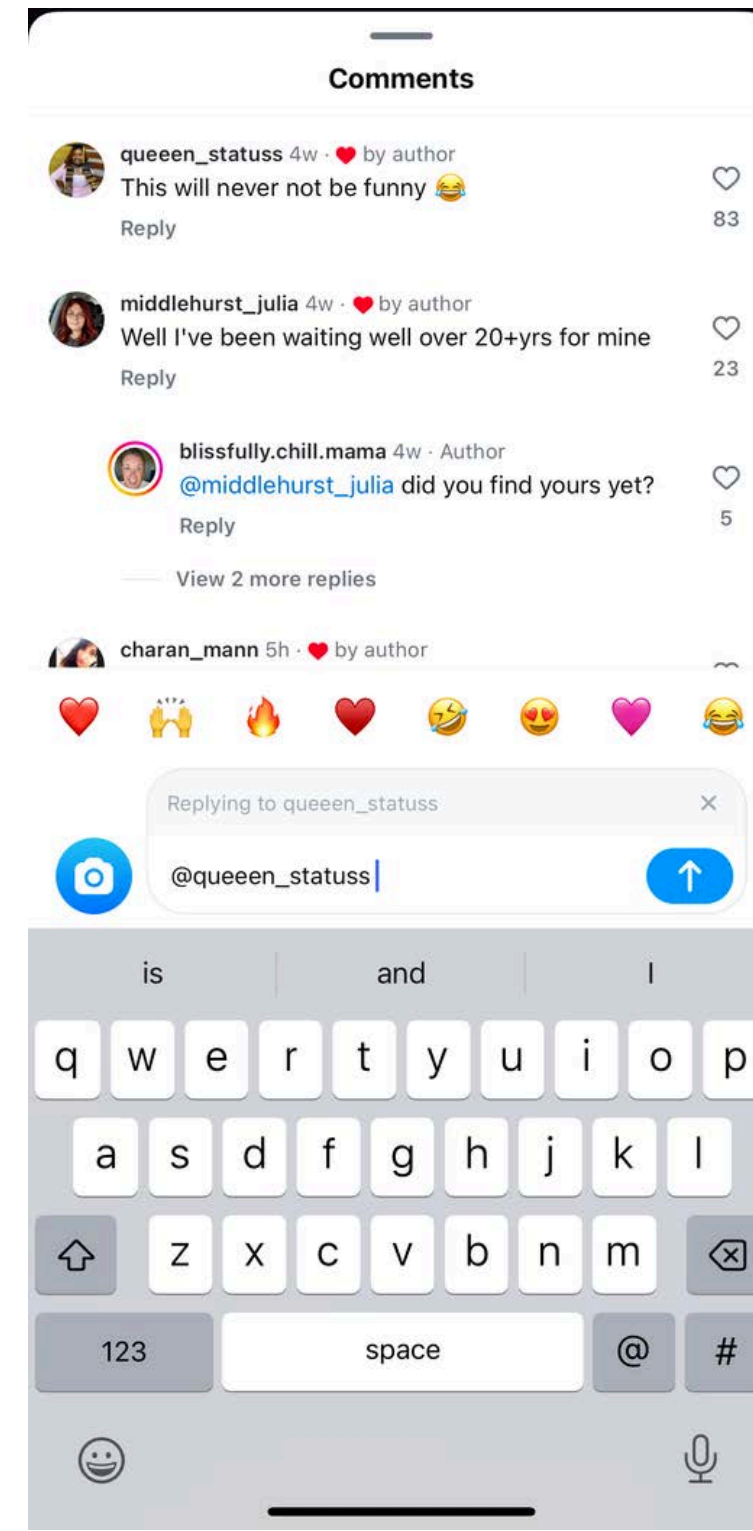 Comments
queeen_statuss 4w · ❤️ by author
This will never not be funny 😂
Reply
83
middlehurst_julia 4w · ❤️ by author
Well I've been waiting well over 20+yrs for mine
Reply
23
blissfully.chill.mama 4w · Author
@middlehurst_julia did you find yours yet?
Reply
5
View 2 more replies
charan_mann 5h · ❤️ by author
Replying to queeen_statuss
@queeen_statuss
is and I
q w e r t y u i o p
a s d f g h j k l
z x c v b n m
123 space @ #